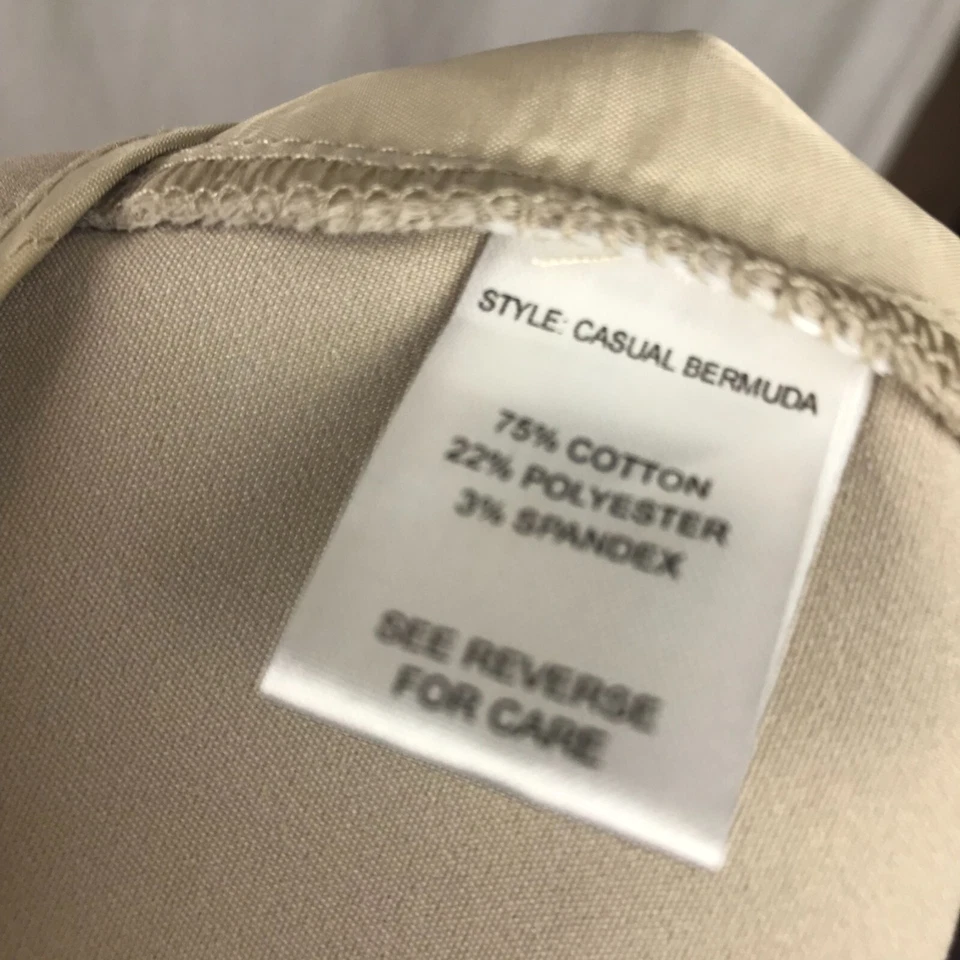 STYLE: CASUAL BERMUDA
75% COTTON
22% POLYESTER
3% SPANDEX
SEE REVERSE
FOR CARE